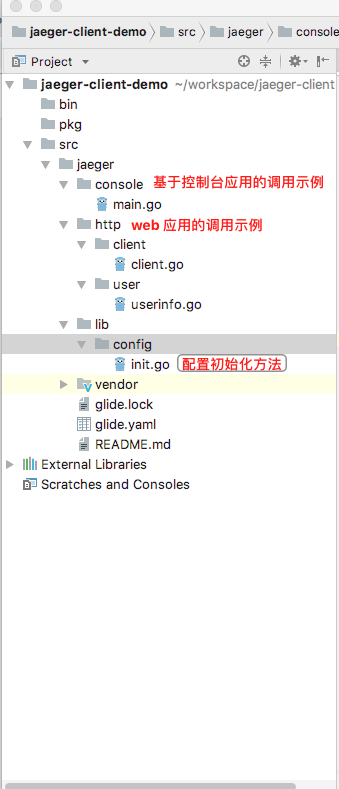 jaeger-client-demo src jaeger console
Project
jaeger-client-demo ~/workspace/jaeger-client
bin
pkg
src
jaeger
console 基于控制台应用的调用示例
main.go
http web 应用的调用示例
client
client.go
user
userinfo.go
lib
config
init.go 配置初始化方法
vendor
glide.lock
glide.yaml
README.md
External Libraries
Scratches and Consoles